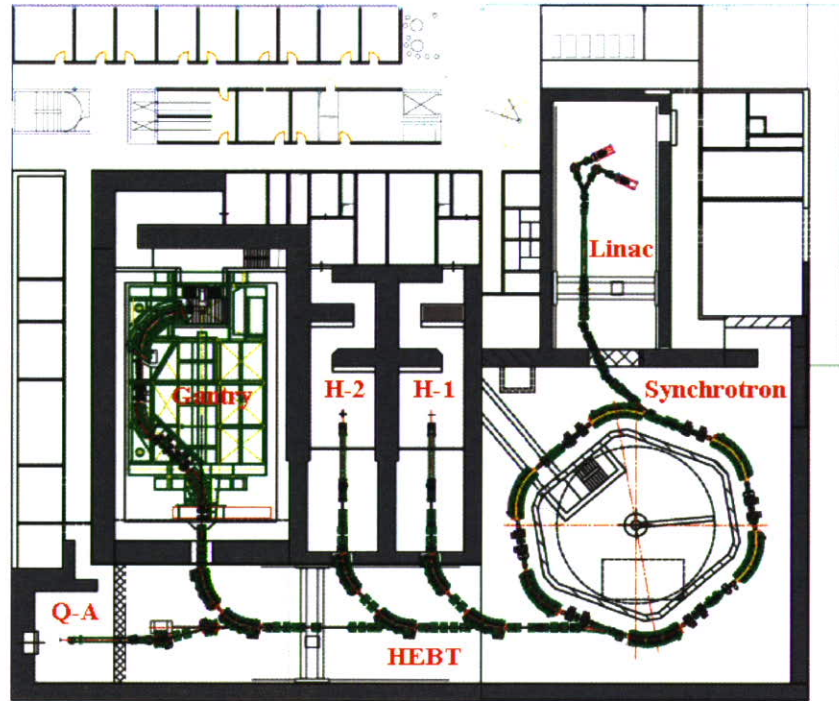 Linac
Gantry
H-2
H-1
Synchrotron
Q-A
HEBT